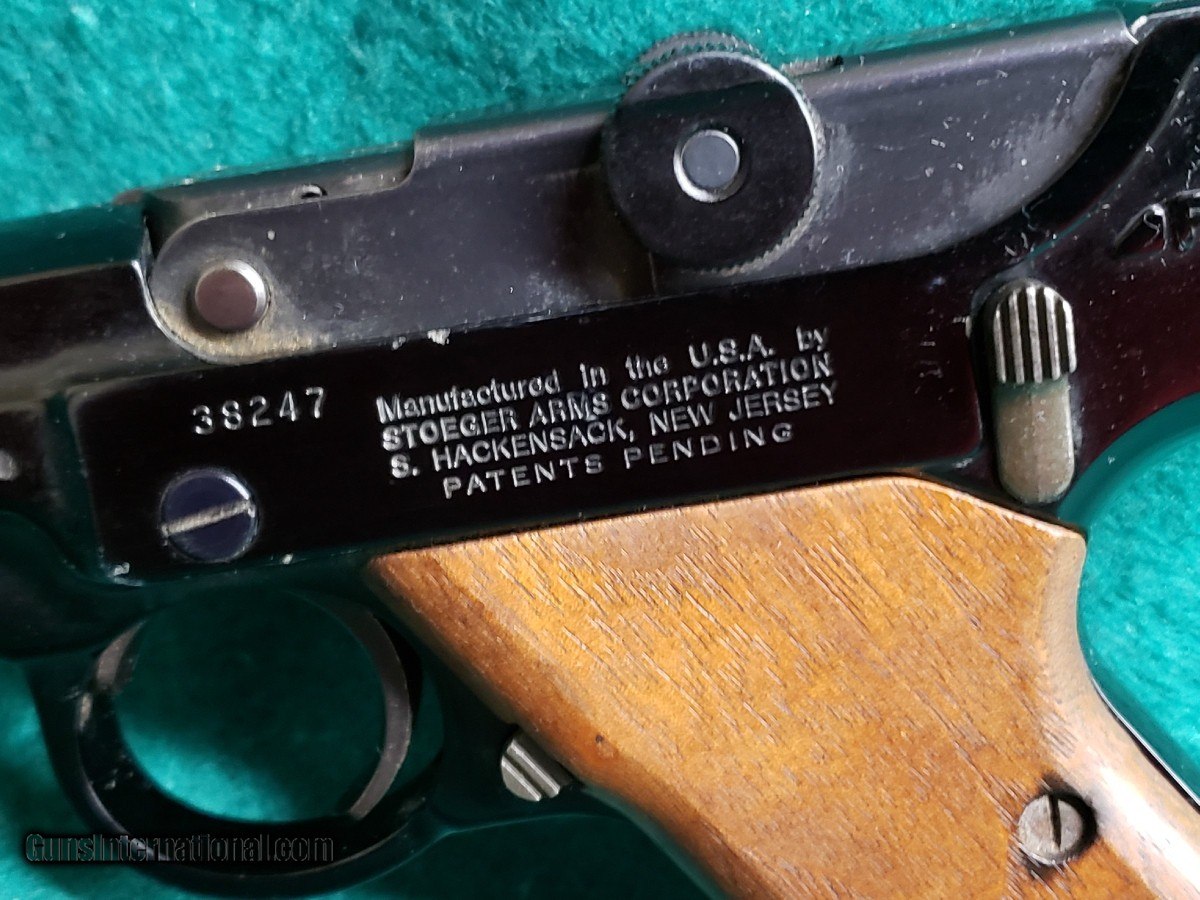 38247
Manufactured in the U.S.A. by
STOEGER ARMS CORPORATION
S. HACKENSACK, NEW JERSEY
PATENTS PENDING
GunsInternational.com